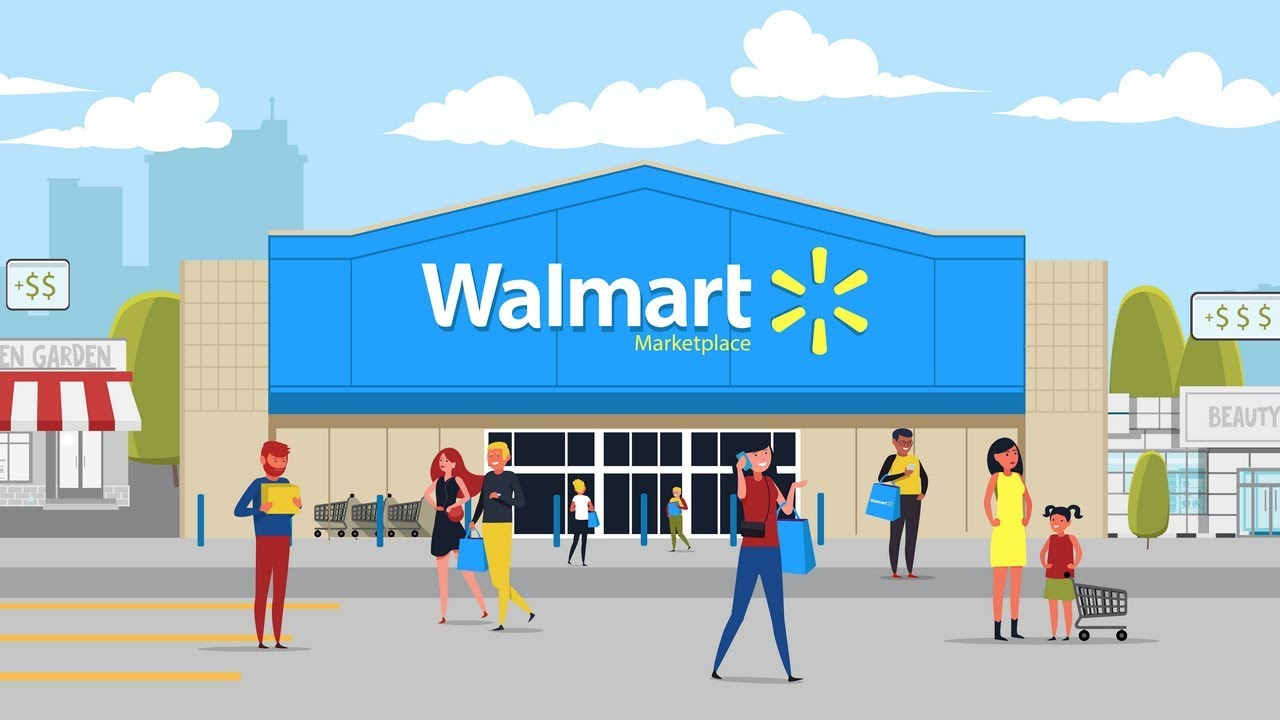 Walmart
Marketplace
+$$
EN GARDEN
+$ $ $
BEAUTY
Walmart